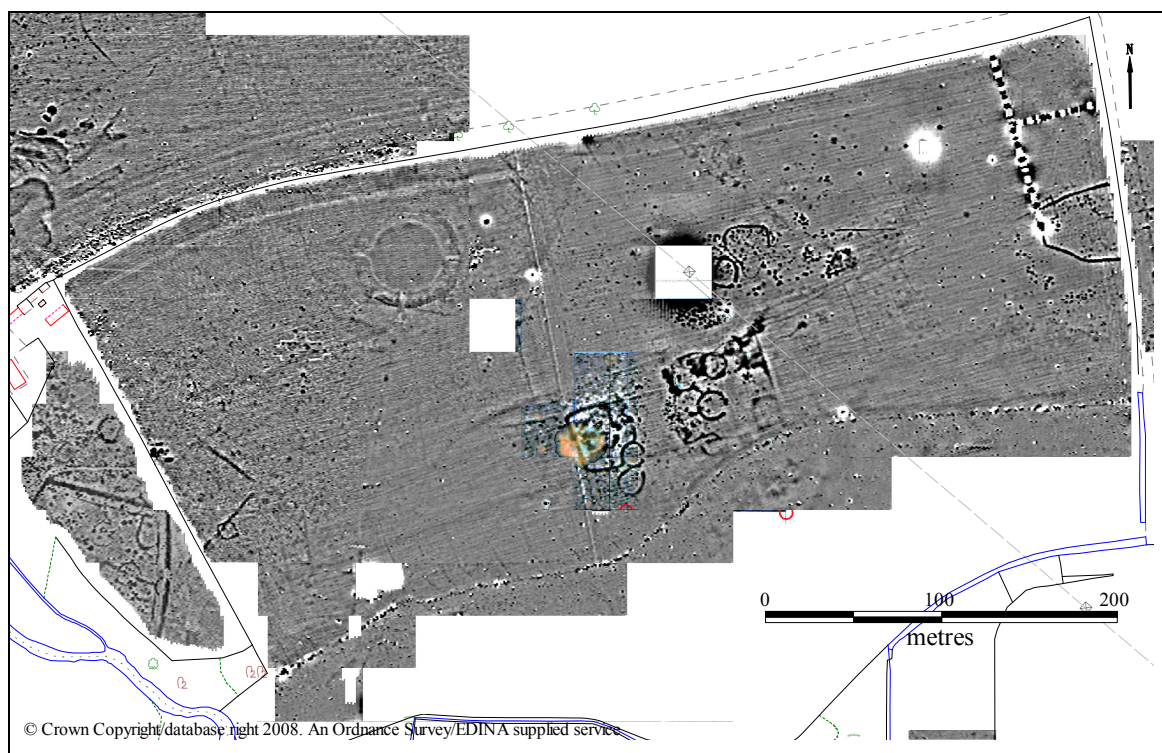 N
0 100 200
metres
© Crown Copyright/database right 2008. An Ordnance Survey/EDINA supplied service